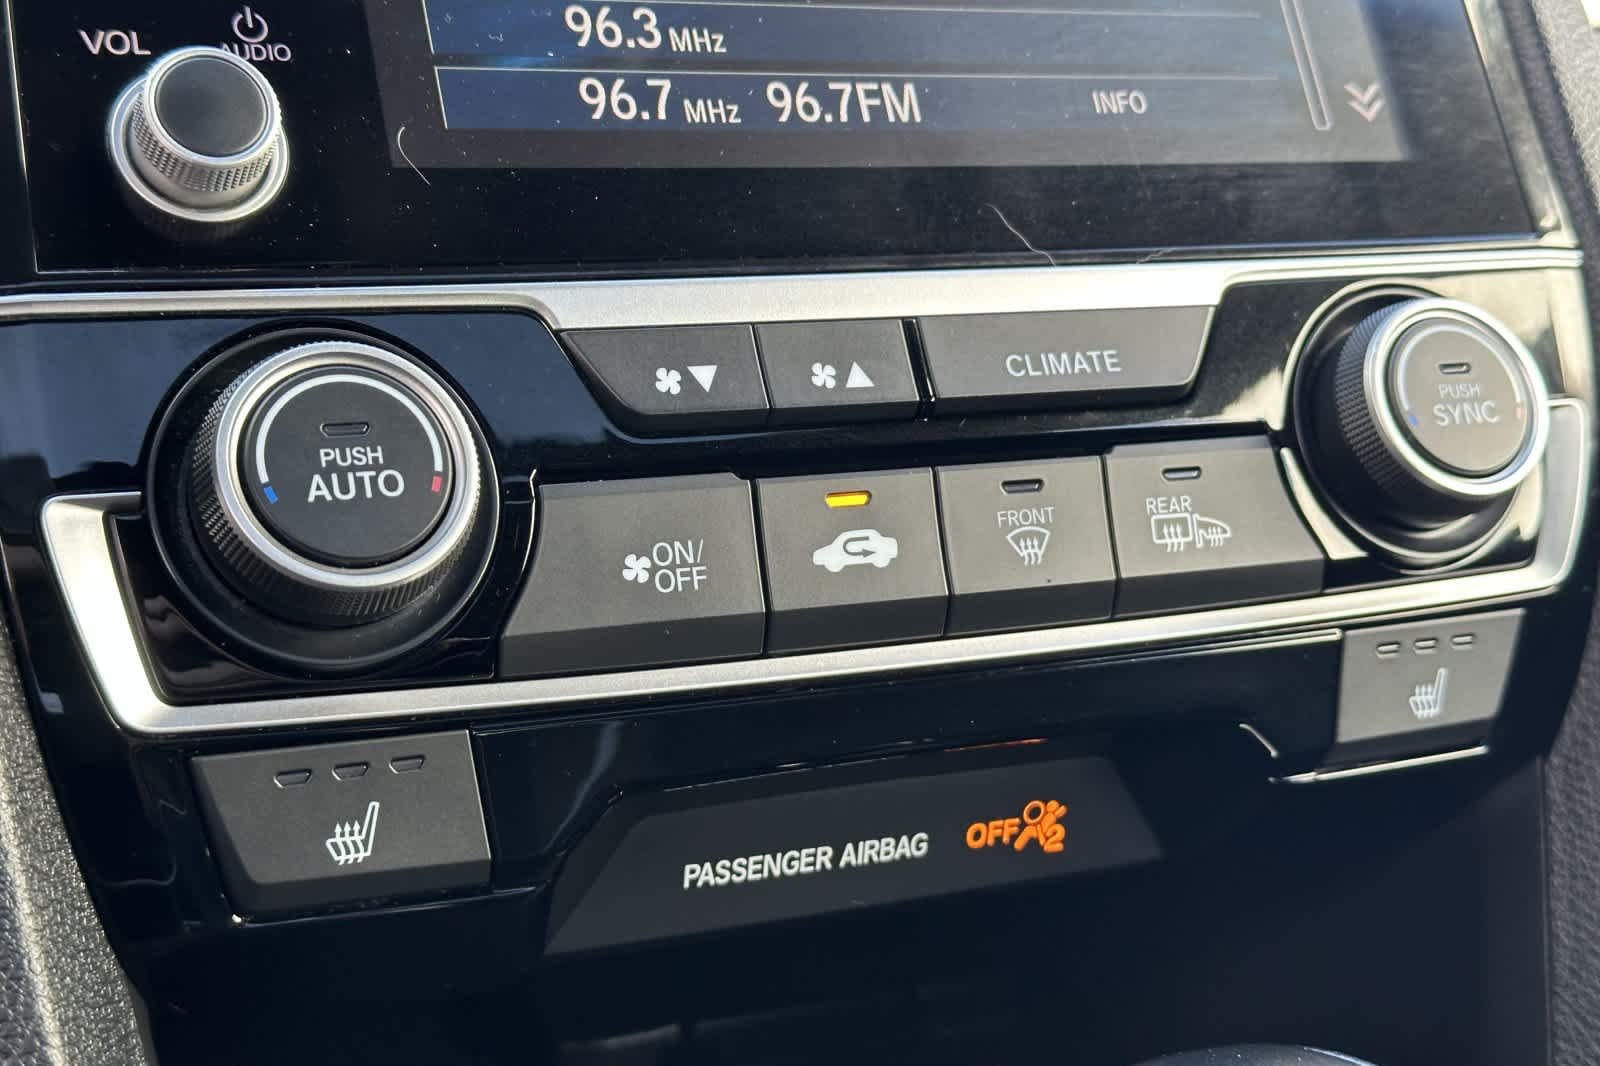 VOL
AUDIO
96.3 MHz
96.7 MHz 96.7FM INFO
CLIMATE
PUSH
AUTO
PUSH
SYNC
ON/
OFF
FRONT
REAR
PASSENGER AIRBAG OFF 2